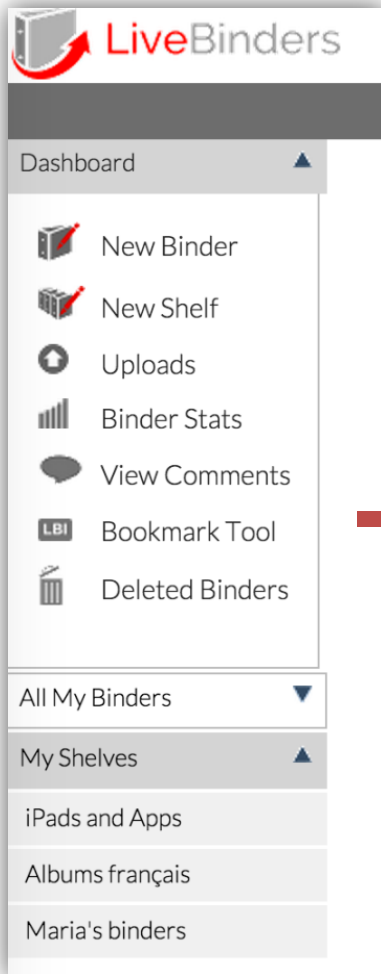 LiveBinders
Dashboard
New Binder
New Shelf
Uploads
Binder Stats
View Comments
LBI Bookmark Tool
Deleted Binders
All My Binders
My Shelves
iPads and Apps
Albums français
Maria's binders